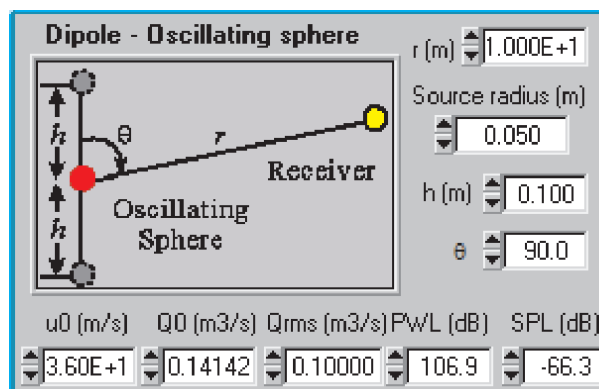 Dipole - Oscillating sphere
r (m) 1.000E+1
Source radius (m)
0.050
h (m) 0.100
θ 90.0
h
θ
r
h
Receiver
Oscillating
Sphere
u0 (m/s) Q0 (m3/s) Qrms (m3/s) PWL (dB) SPL (dB)
3.60E+1 0.14142 0.10000 106.9 -66.3